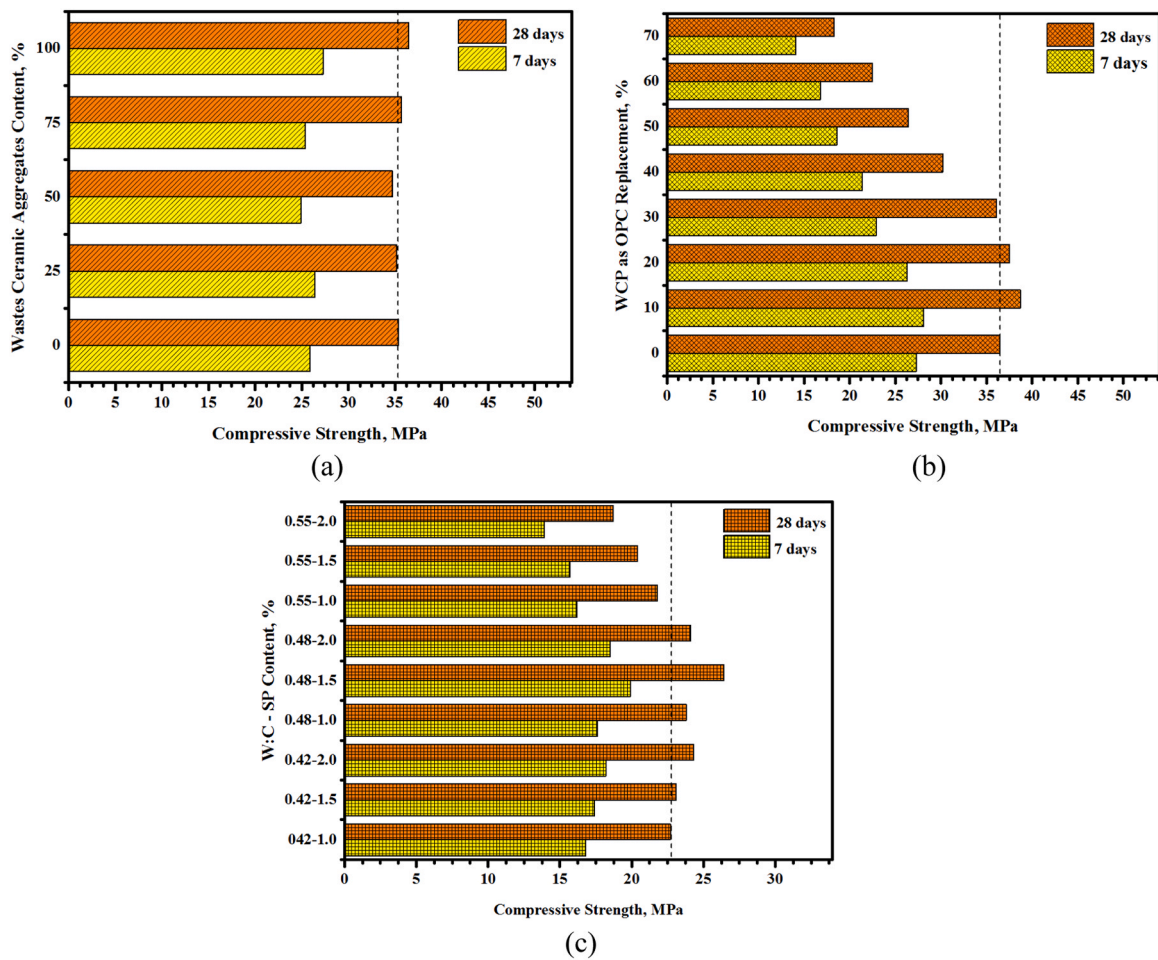 100
75
50
25
0
Wastes Ceramic Aggregates Content, %
28 days
7 days
0 5 10 15 20 25 30 35 40 45 50
Compressive Strength, MPa
(a)
70
60
50
40
30
20
10
0
WCP as OPC Replacement, %
28 days
7 days
0 5 10 15 20 25 30 35 40 45 50
Compressive Strength, MPa
(b)
0.55-2.0
0.55-1.5
0.55-1.0
0.48-2.0
0.48-1.5
0.48-1.0
0.42-2.0
0.42-1.5
042-1.0
W:C - SP Content, %
28 days
7 days
0 5 10 15 20 25 30
Compressive Strength, MPa
(c)